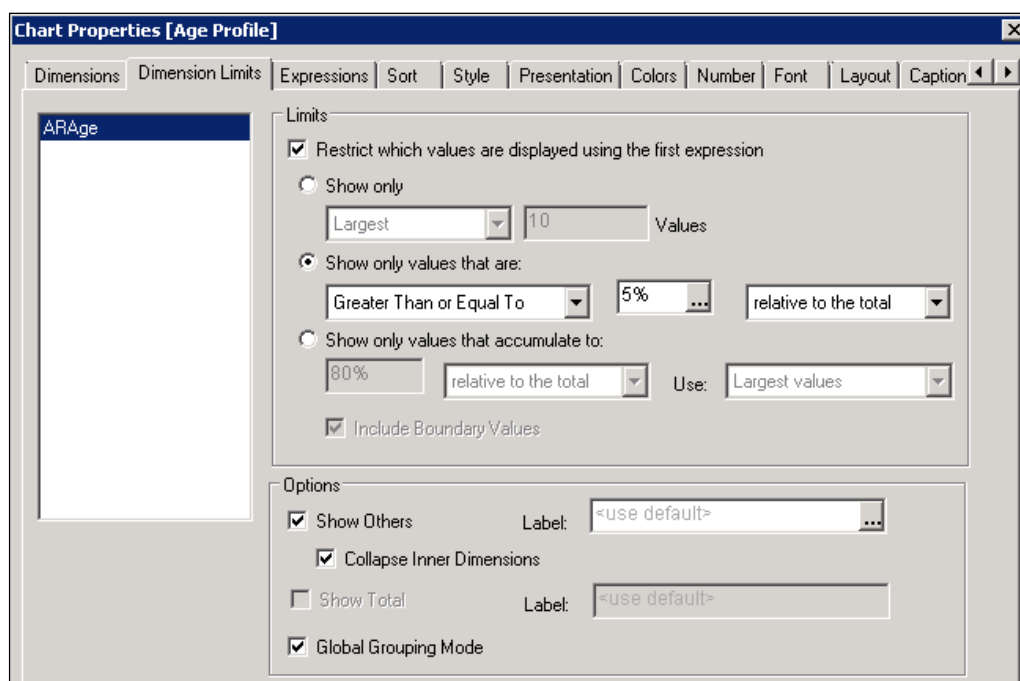 Chart Properties [Age Profile]
Dimensions Dimension Limits Expressions Sort Style Presentation Colors Number Font Layout Caption
ARAge
Limits
Restrict which values are displayed using the first expression
Show only
Largest 10 Values
Show only values that are:
Greater Than or Equal To 5% ... relative to the total
Show only values that accumulate to:
80% relative to the total Use: Largest values
Include Boundary Values
Options
Show Others Label: <use default> ...
Collapse Inner Dimensions
Show Total Label: <use default>
Global Grouping Mode